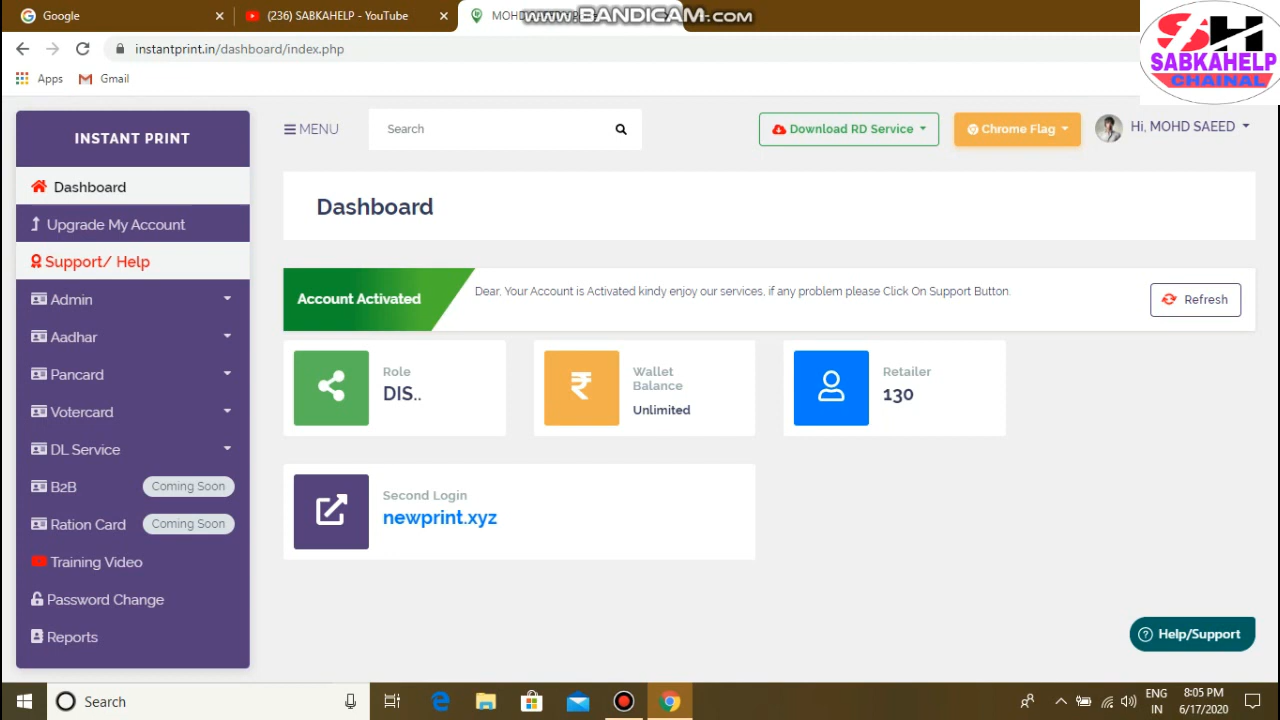 Google
(236) SABKAHELP - YouTube
MOHD
WWW.BANDICAM.COM
instantprint.in/dashboard/index.php
SH
SABKAHELP
CHAINAL
Apps
Gmail
INSTANT PRINT
MENU
Search
Download RD Service
Chrome Flag
Hi, MOHD SAEED
Dashboard
Upgrade My Account
Support/ Help
Admin
Aadhar
Pancard
Votercard
DL Service
B2B
Coming Soon
Ration Card
Coming Soon
Training Video
Password Change
Reports
Dashboard
Account Activated
Dear, Your Account is Activated kindy enjoy our services, if any problem please Click On Support Button.
Refresh
Role
DIS..
Wallet
Balance
Unlimited
Retailer
130
Second Login
newprint.xyz
Help/Support
Search
ENG
IN
8:05 PM
6/17/2020